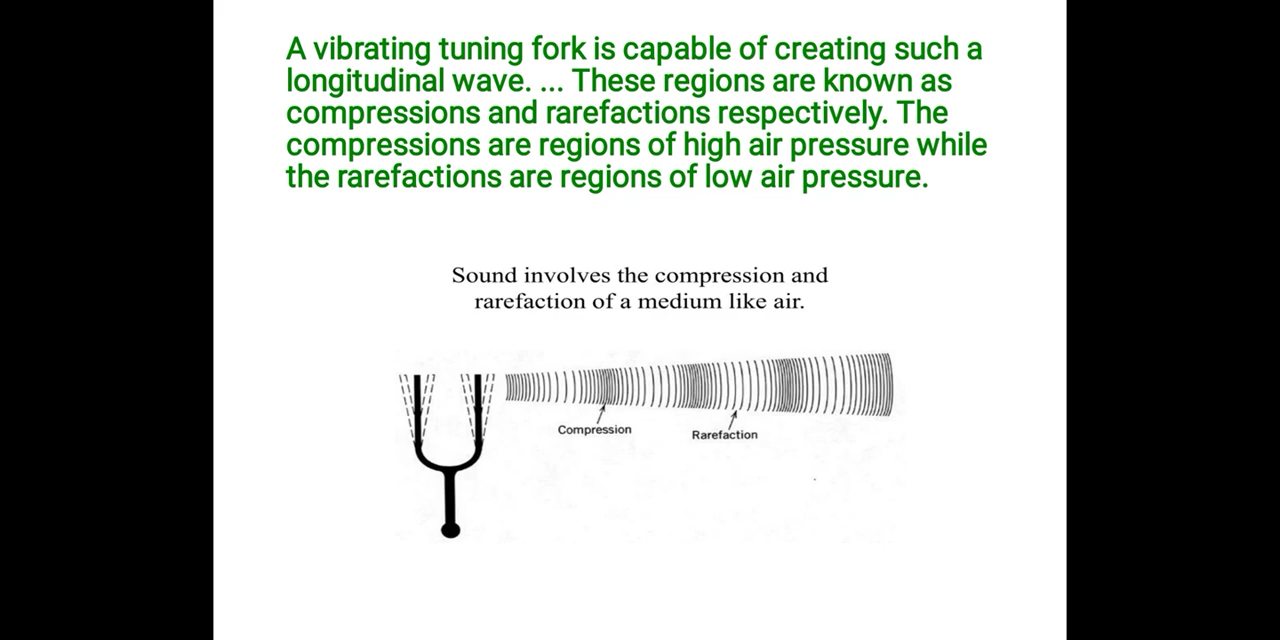 A vibrating tuning fork is capable of creating such a
longitudinal wave. ... These regions are known as
compressions and rarefactions respectively. The
compressions are regions of high air pressure while
the rarefactions are regions of low air pressure.
Sound involves the compression and
rarefaction of a medium like air.
Compression
Rarefaction